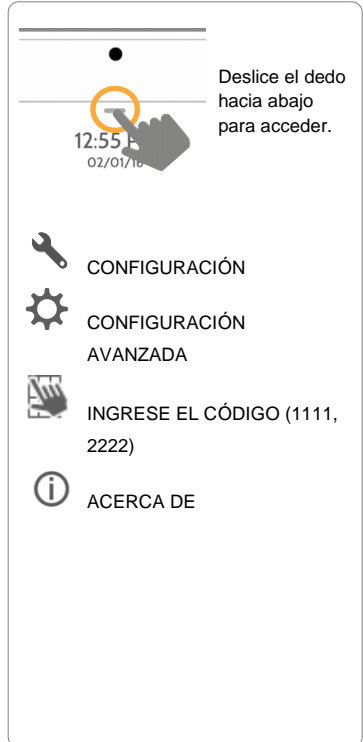 Deslice el dedo
hacia abajo
para acceder.
12:55
02/01/18
CONFIGURACIÓN
CONFIGURACIÓN
AVANZADA
INGRESE EL CÓDIGO (1111,
2222)
ACERCA DE